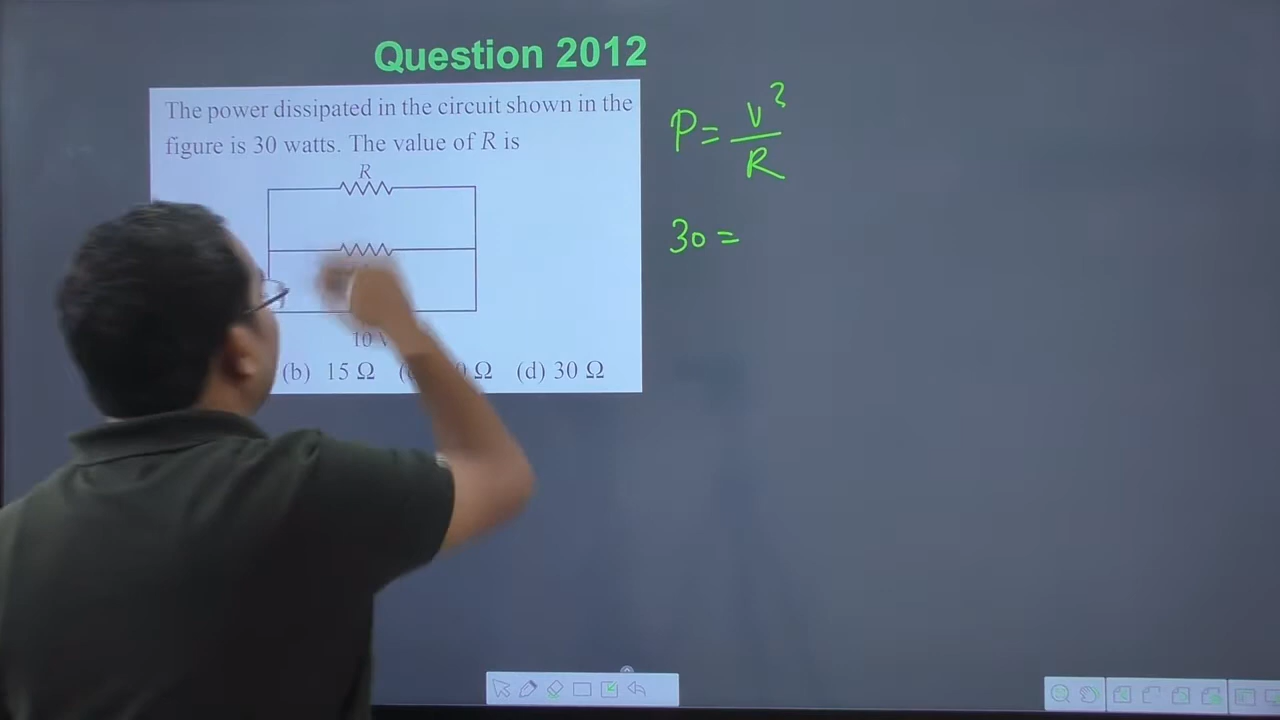 Question 2012
The power dissipated in the circuit shown in the
figure is 30 watts. The value of R is
R
10 V
(b) 15 Ω Ω (d) 30 Ω
P = V²/R
30 =